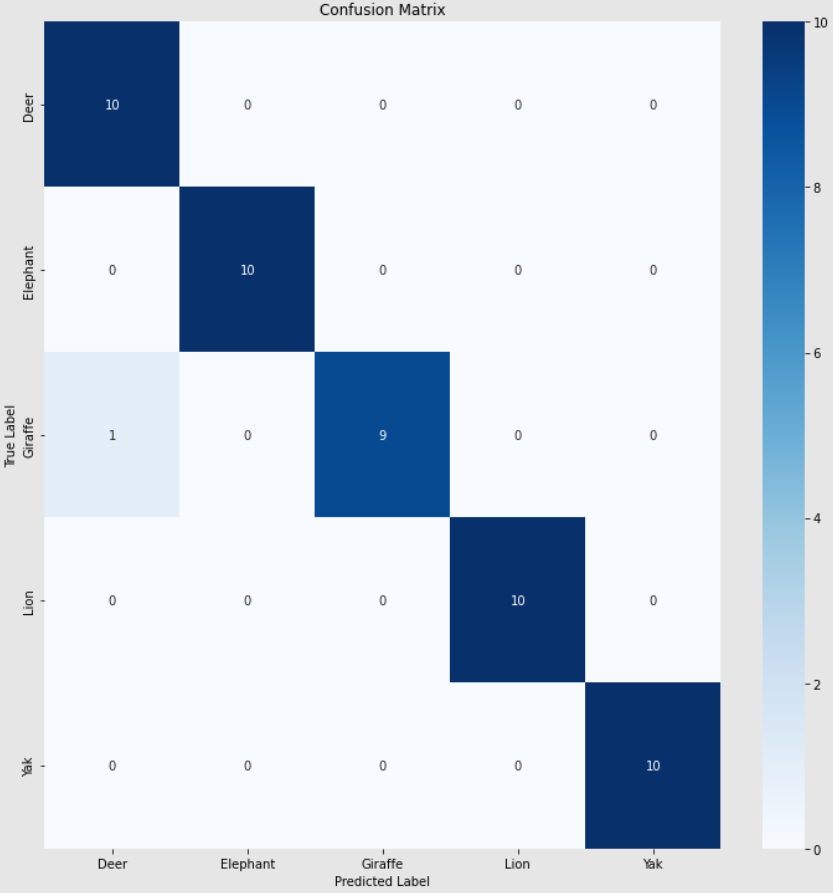 Confusion Matrix
Deer 10 0 0 0 0
Elephant 0 10 0 0 0
Giraffe 1 0 9 0 0
Lion 0 0 0 10 0
Yak 0 0 0 0 10
True Label
Deer Elephant Giraffe Lion Yak
Predicted Label
10
8
6
4
2
0